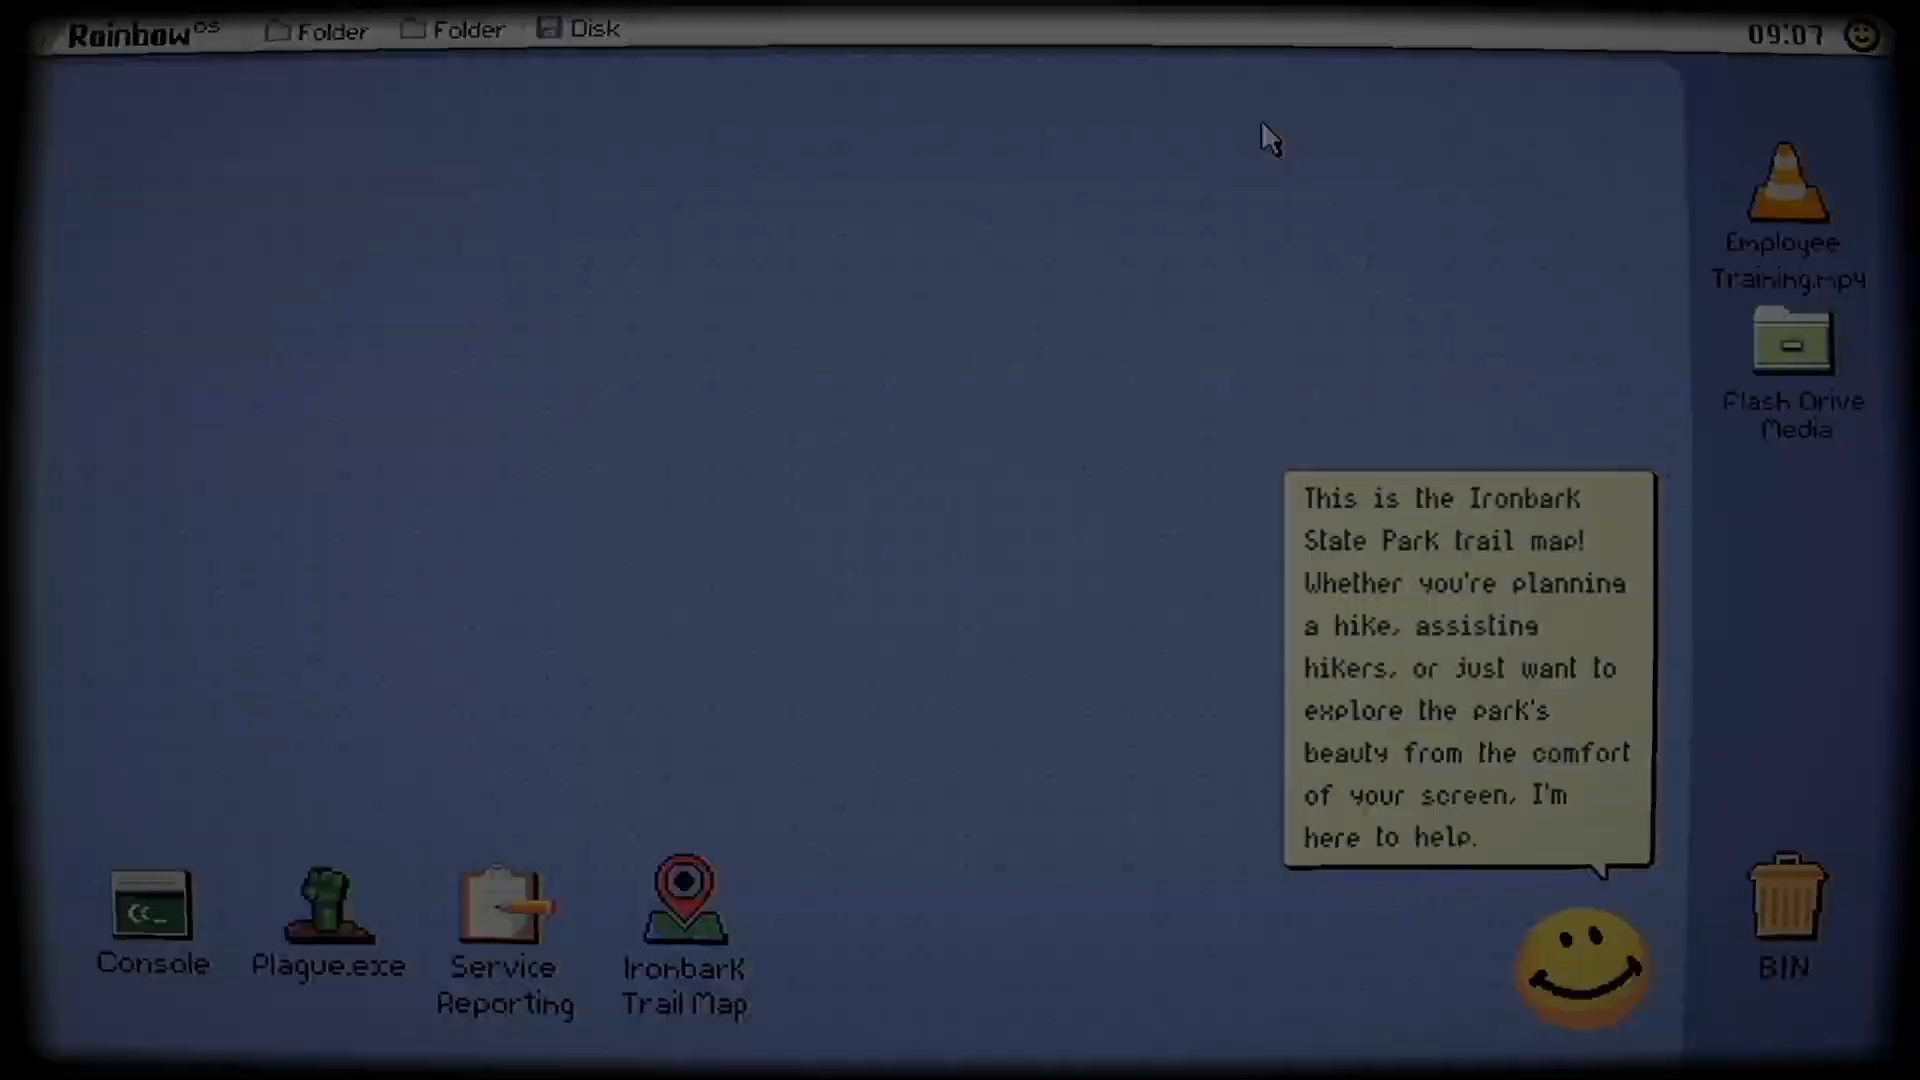 Rainbow OS
Folder
Folder
Disk
09:07
Employee
Training.mp4
Flash Drive
Media
This is the Ironbark
State Park trail map!
Whether you're planning
a hike, assisting
hikers, or just want to
explore the park's
beauty from the comfort
of your screen, I'm
here to help.
Console
Plague.exe
Service
Reporting
Ironbark
Trail Map
BIN